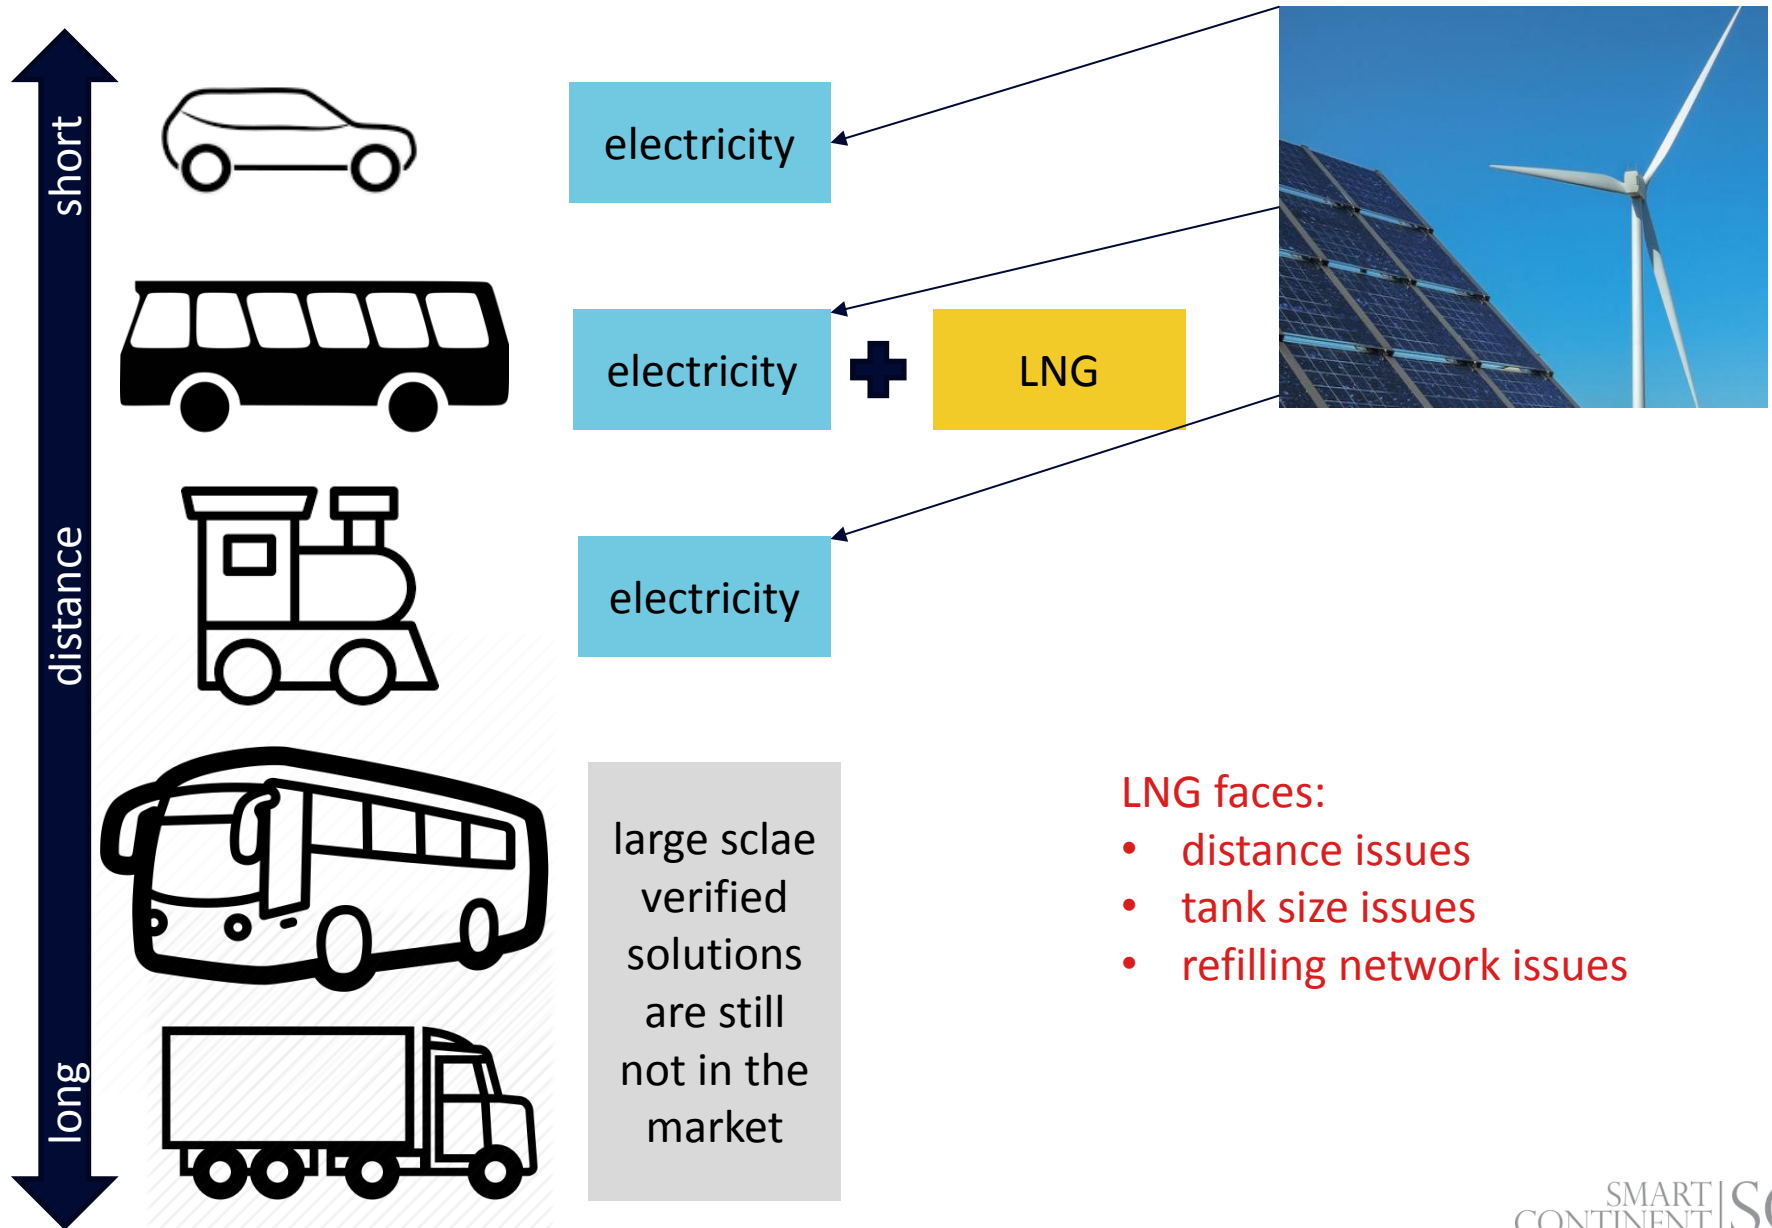 short
electricity
electricity
LNG
distance
electricity
large sclae
verified
solutions
are still
not in the
market
LNG faces:
• distance issues
• tank size issues
• refilling network issues
long
SMART
CONTINENT